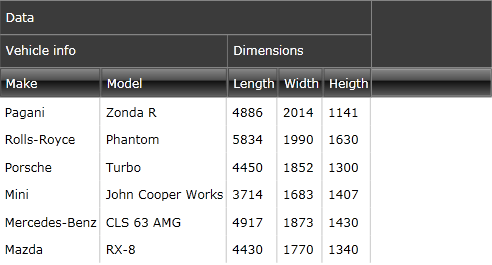 Data
Vehicle info Dimensions
Make Model Length Width Heigth
Pagani Zonda R 4886 2014 1141
Rolls-Royce Phantom 5834 1990 1630
Porsche Turbo 4450 1852 1300
Mini John Cooper Works 3714 1683 1407
Mercedes-Benz CLS 63 AMG 4917 1873 1430
Mazda RX-8 4430 1770 1340